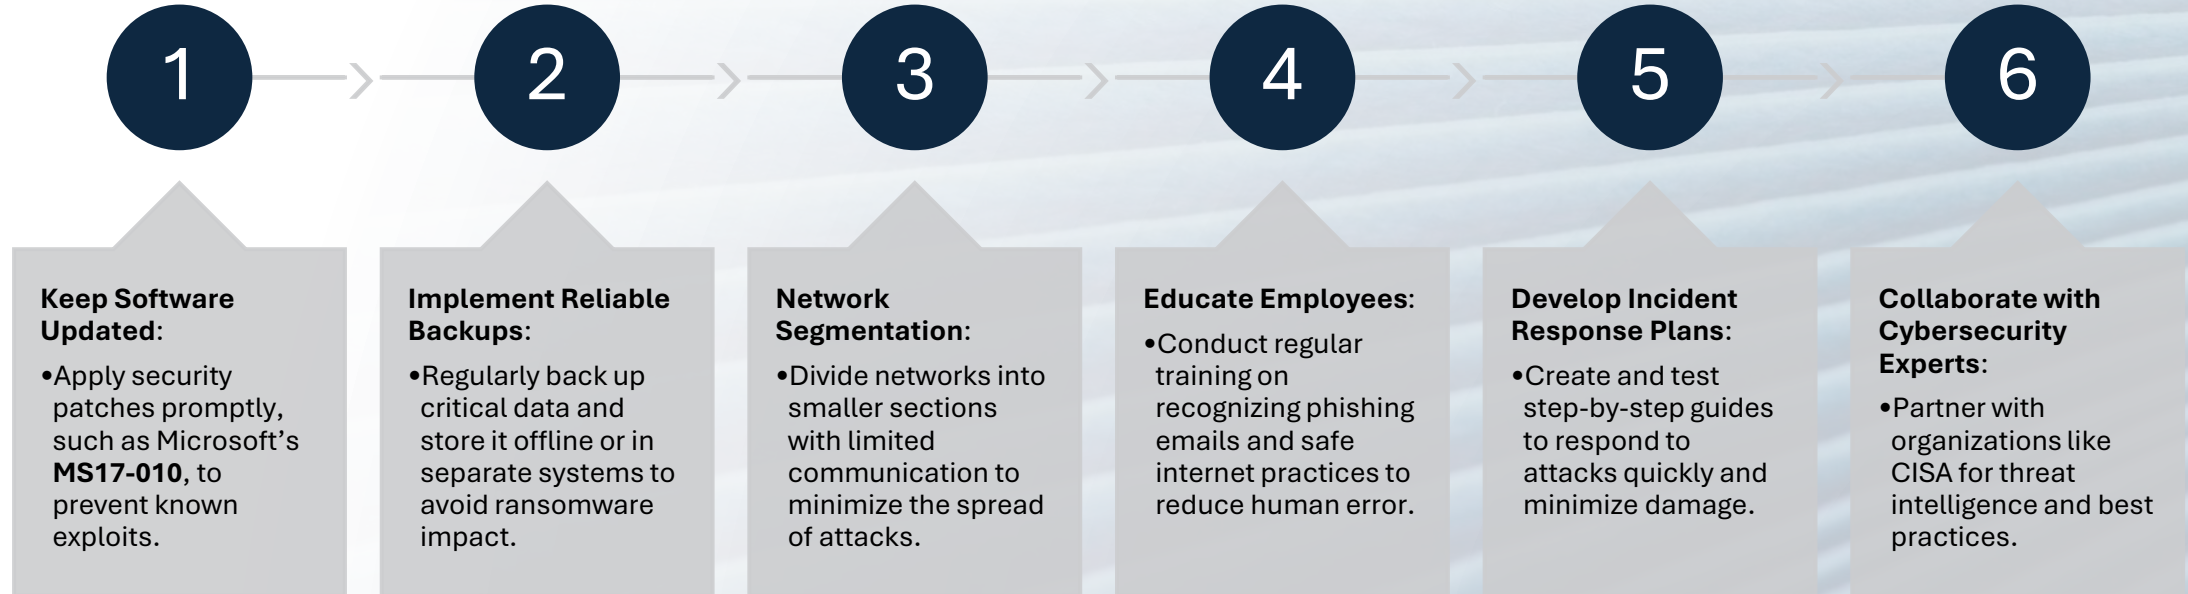 1
2
3
4
5
6
Keep Software
Updated:
•Apply security
patches promptly,
such as Microsoft’s
MS17-010, to
prevent known
exploits.
Implement Reliable
Backups:
•Regularly back up
critical data and
store it offline or in
separate systems to
avoid ransomware
impact.
Network
Segmentation:
•Divide networks into
smaller sections
with limited
communication to
minimize the spread
of attacks.
Educate Employees:
•Conduct regular
training on
recognizing phishing
emails and safe
internet practices to
reduce human error.
Develop Incident
Response Plans:
•Create and test
step-by-step guides
to respond to
attacks quickly and
minimize damage.
Collaborate with
Cybersecurity
Experts:
•Partner with
organizations like
CISA for threat
intelligence and best
practices.